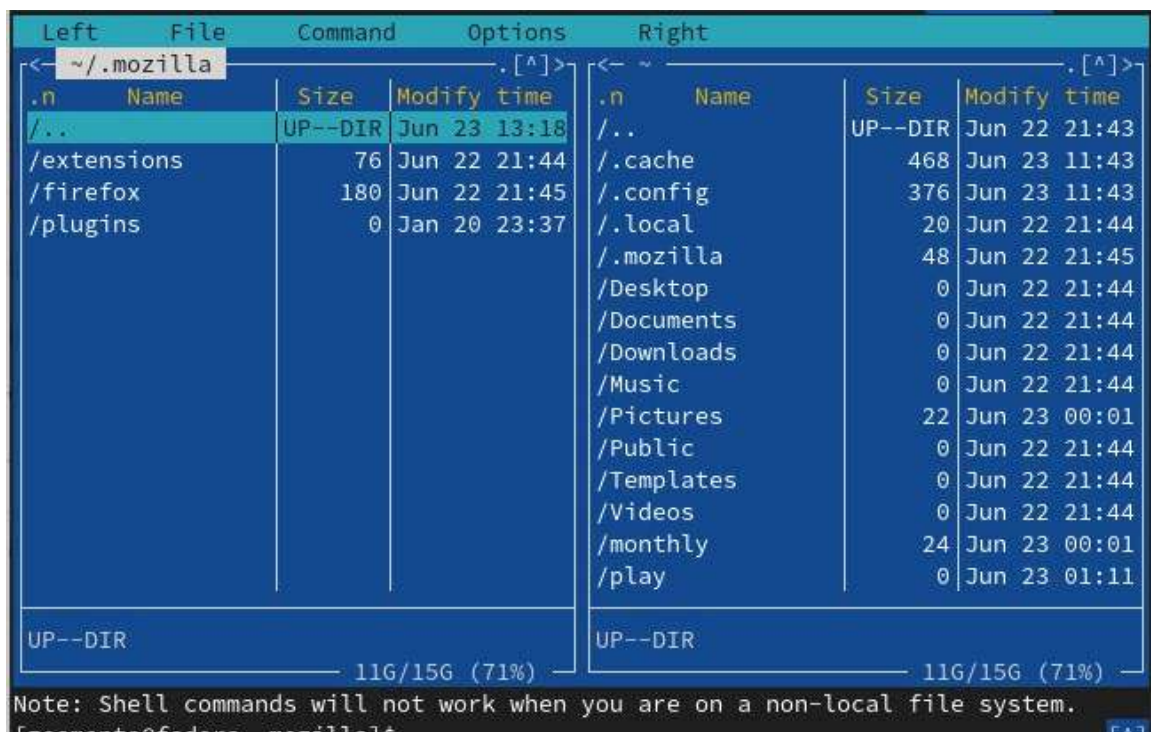 Left File Command Options Right
<- ~/.mozilla .[^]> <- ~ .[^]>
.n Name Size Modify time .n Name Size Modify time
/.. UP--DIR Jun 23 13:18 /.. UP--DIR Jun 22 21:43
/extensions 76 Jun 22 21:44 /.cache 468 Jun 23 11:43
/firefox 180 Jun 22 21:45 /.config 376 Jun 23 11:43
/plugins 0 Jan 20 23:37 /.local 20 Jun 22 21:44
/.mozilla 48 Jun 22 21:45
/Desktop 0 Jun 22 21:44
/Documents 0 Jun 22 21:44
/Downloads 0 Jun 22 21:44
/Music 0 Jun 22 21:44
/Pictures 22 Jun 23 00:01
/Public 0 Jun 22 21:44
/Templates 0 Jun 22 21:44
/Videos 0 Jun 22 21:44
/monthly 24 Jun 23 00:01
/play 0 Jun 23 01:11
UP--DIR UP--DIR
11G/15G (71%) 11G/15G (71%)
Note: Shell commands will not work when you are on a non-local file system.